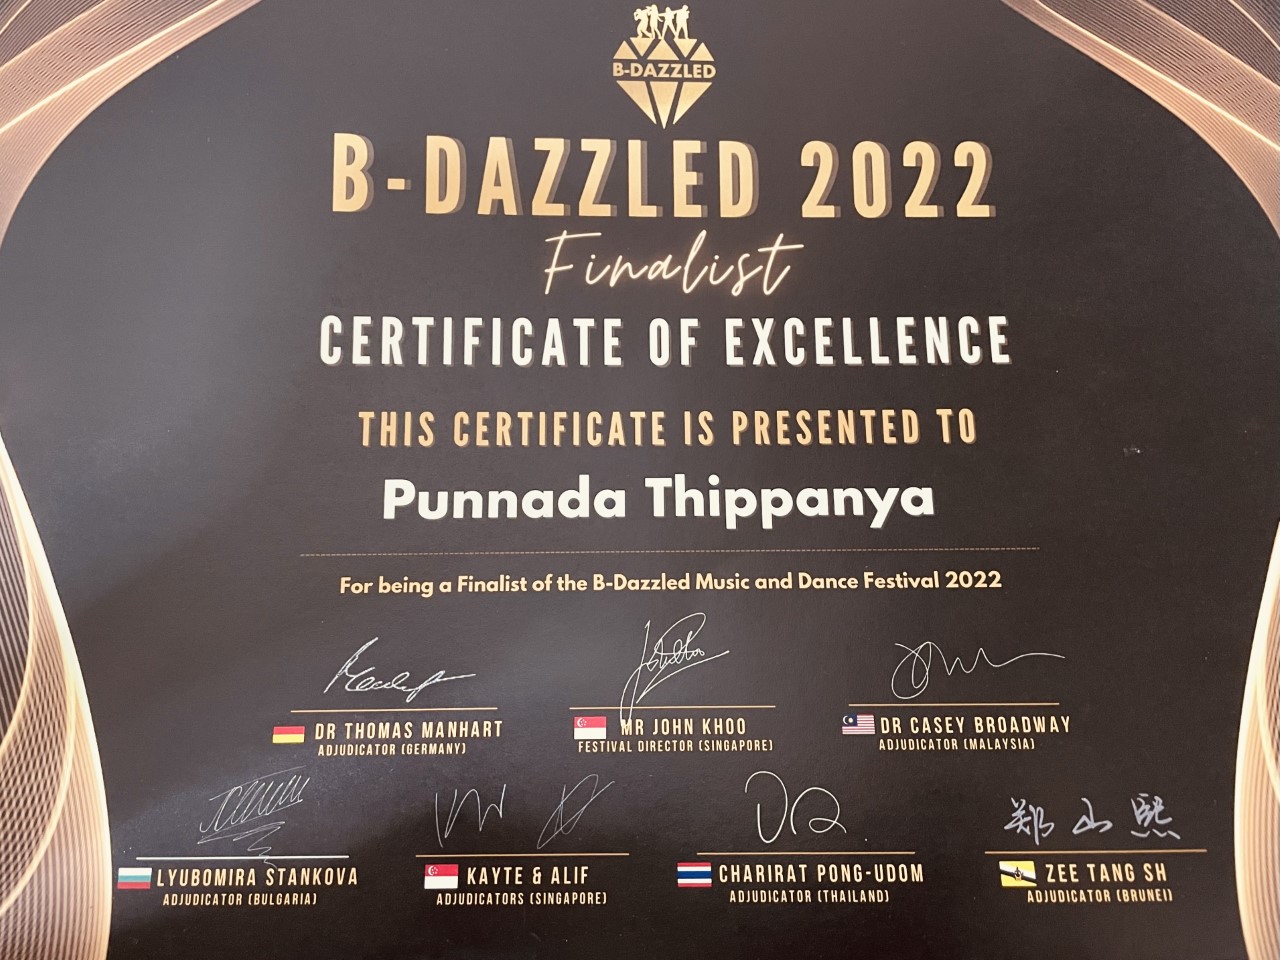 B-DAZZLED
B-DAZZLED 2022
Finalist
CERTIFICATE OF EXCELLENCE
THIS CERTIFICATE IS PRESENTED TO
Punnada Thippanya
For being a Finalist of the B-Dazzled Music and Dance Festival 2022
DR THOMAS MANHART
ADJUDICATOR (GERMANY)
MR JOHN KHOO
FESTIVAL DIRECTOR (SINGAPORE)
DR CASEY BROADWAY
ADJUDICATOR (MALAYSIA)
郑山熙
LYUBOMIRA STANKOVA
ADJUDICATOR (BULGARIA)
KAYTE & ALIF
ADJUDICATORS (SINGAPORE)
CHARIRAT PONG-UDOM
ADJUDICATOR (THAILAND)
ZEE TANG SH
ADJUDICATOR (BRUNEI)